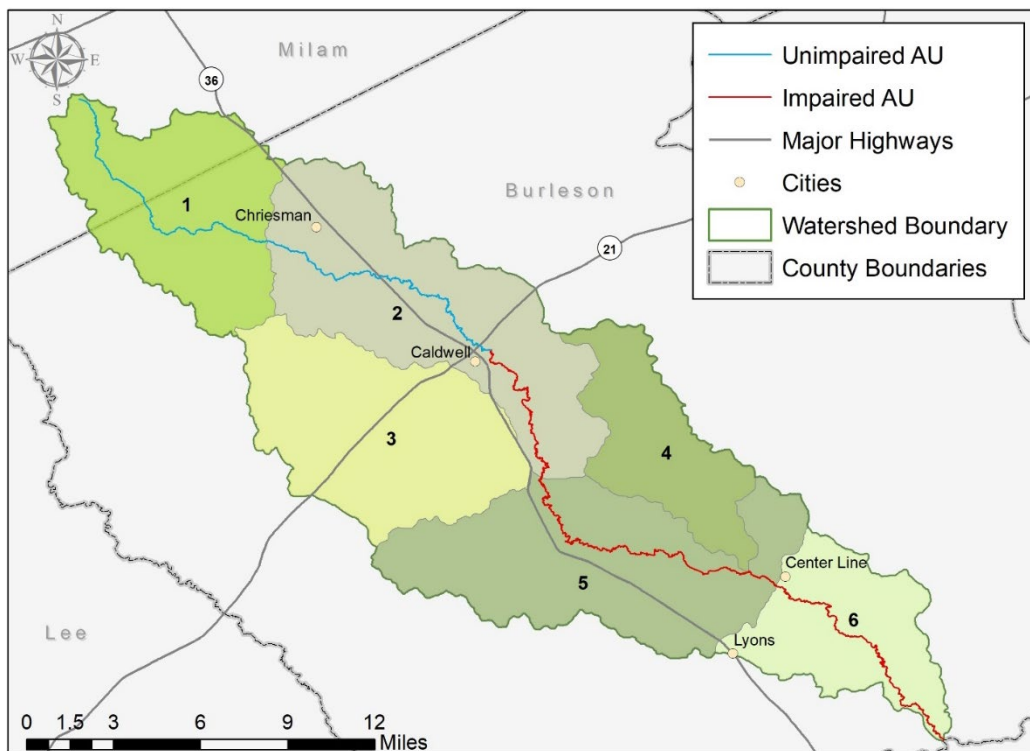 N
W E
S
Milam
36
Burleson
21
Lee
1
Chriesman
2
Caldwell
3
4
5
Center Line
6
Lyons
Unimpaired AU
Impaired AU
Major Highways
Cities
Watershed Boundary
County Boundaries
0 1.5 3 6 9 12
Miles